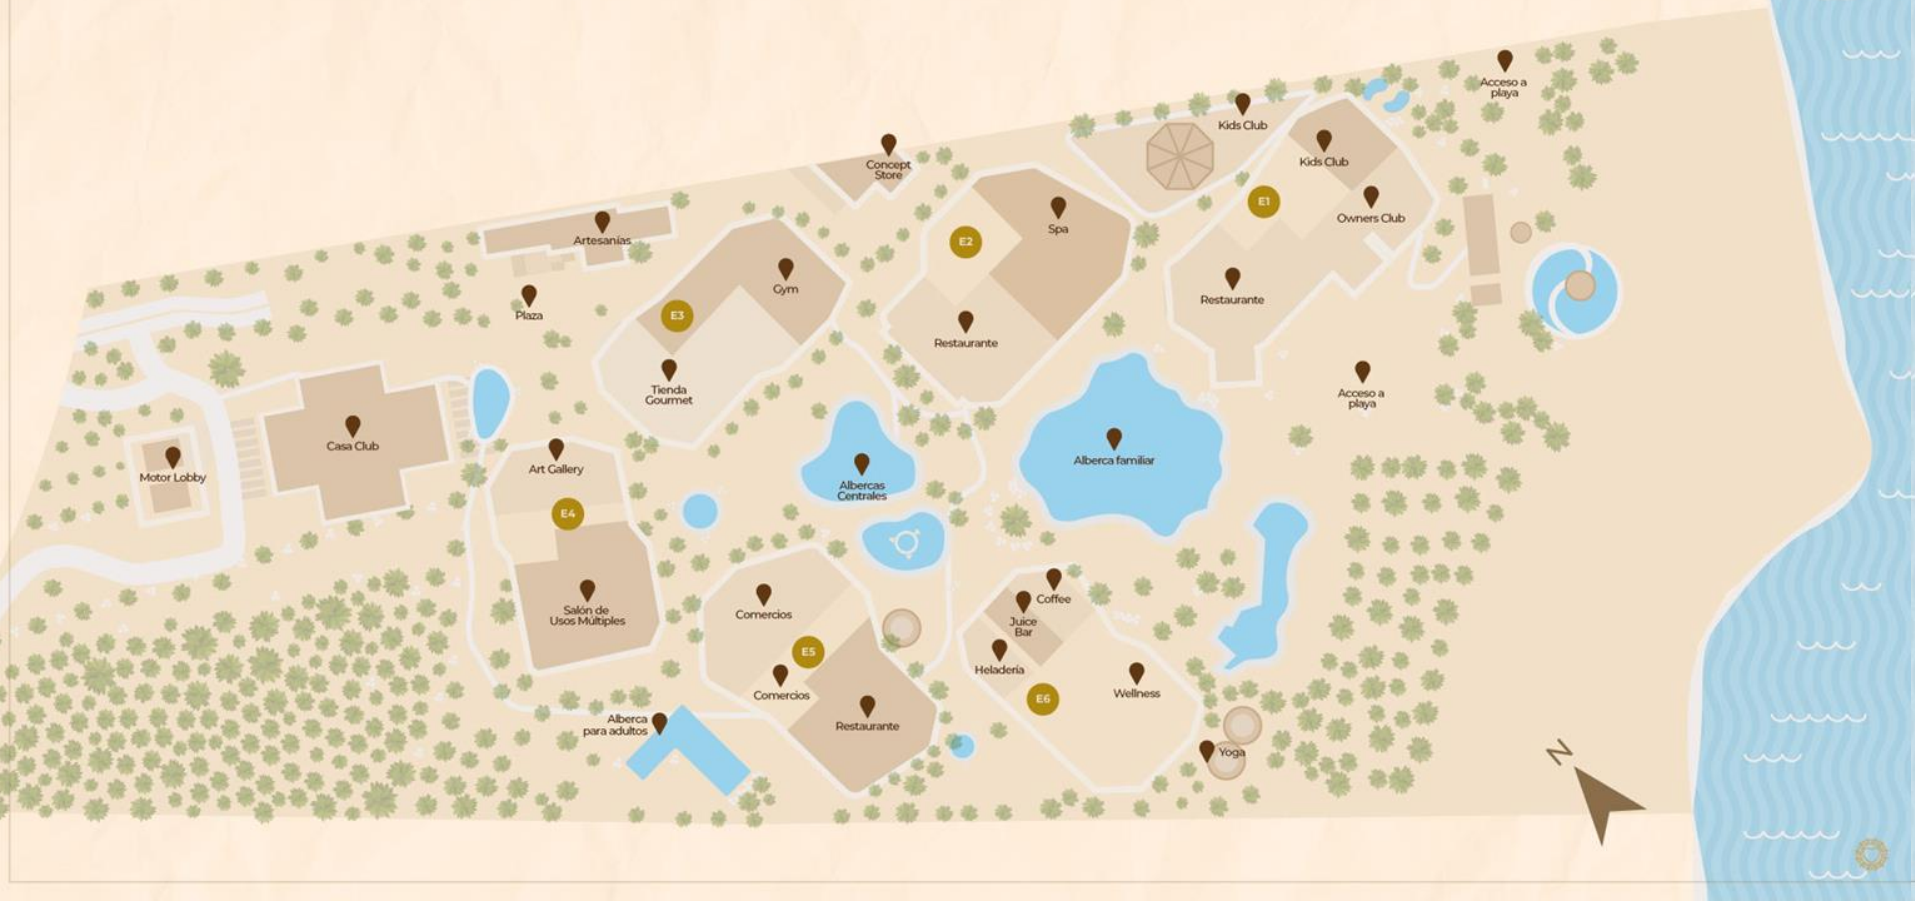 Acceso a
playa
Kids Club
Kids Club
Concept
Store
E1
Owners Club
Spa
Artesanías
E2
Gym
Restaurante
Plaza
E3
Restaurante
Tienda
Gourmet
Acceso a
playa
Casa Club
Alberca familiar
Art Gallery
Motor Lobby
Albercas
Centrales
E4
Coffee
Comercios
Salón de
Usos Múltiples
Juice
Bar
E5
Heladería
Comercios
Wellness
E6
Alberca
para adultos
Restaurante
Yoga
N